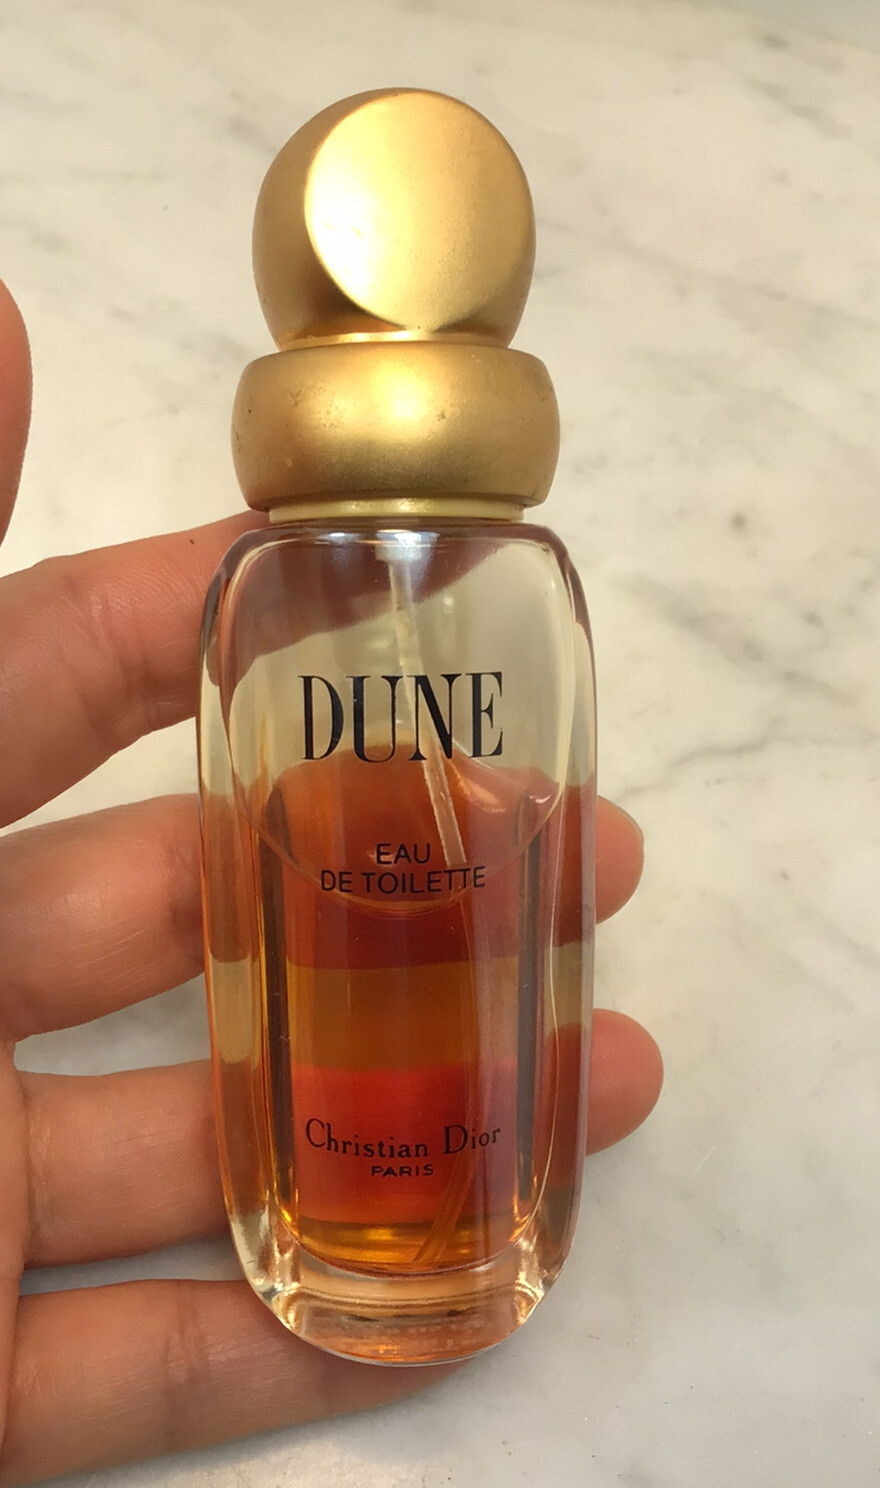 DUNE
EAU
DE TOILETTE
Christian Dior
PARIS